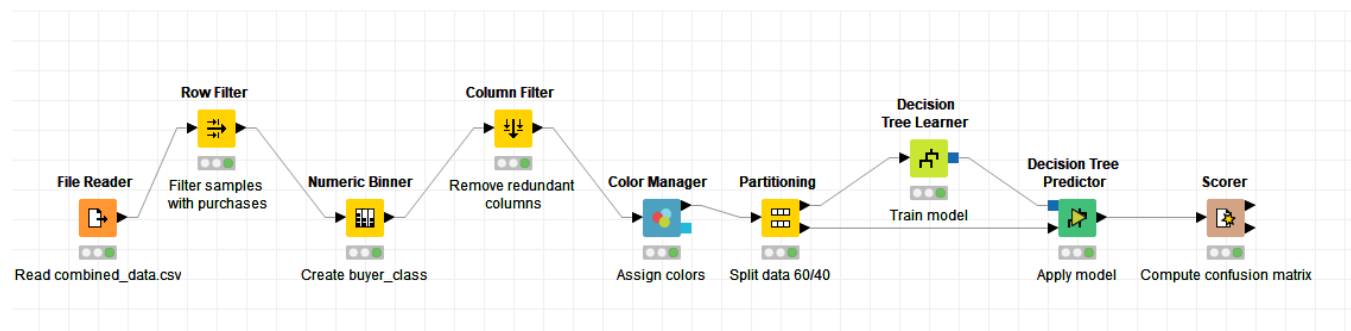 Row Filter
Filter samples
with purchases
Column Filter
Remove redundant
columns
Decision
Tree Learner
Train model
File Reader
Read combined_data.csv
Numeric Binner
Create buyer_class
Color Manager
Assign colors
Partitioning
Split data 60/40
Decision Tree
Predictor
Apply model
Scorer
Compute confusion matrix